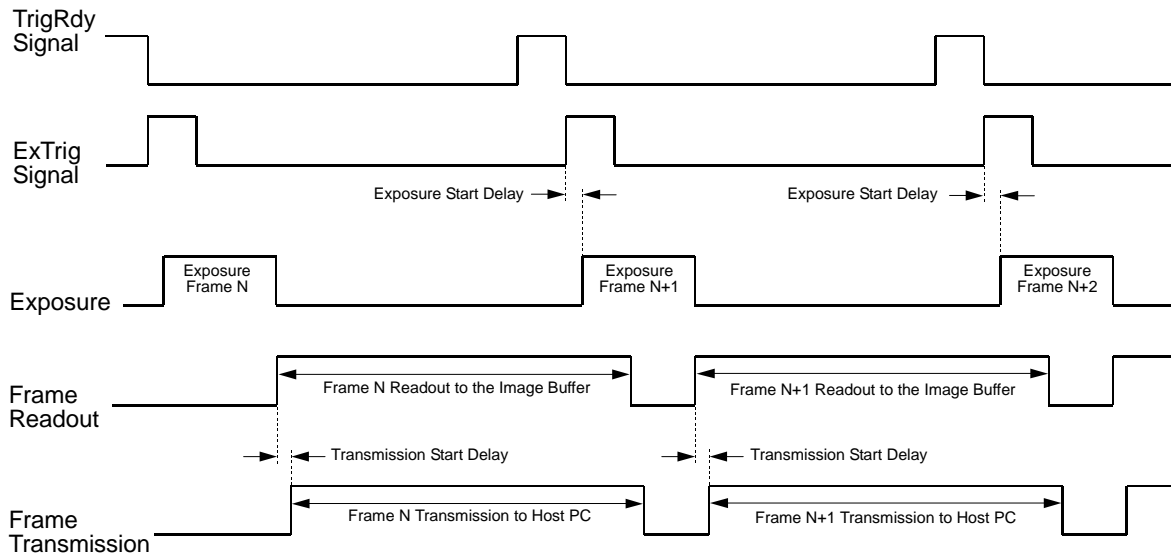 TrigRdy
Signal
ExTrig
Signal
Exposure Start Delay
Exposure Start Delay
Exposure
Exposure
Frame N
Exposure
Frame N+1
Exposure
Frame N+2
Frame
Readout
Frame N Readout to the Image Buffer
Frame N+1 Readout to the Image Buffer
Transmission Start Delay
Transmission Start Delay
Frame
Transmission
Frame N Transmission to Host PC
Frame N+1 Transmission to Host PC